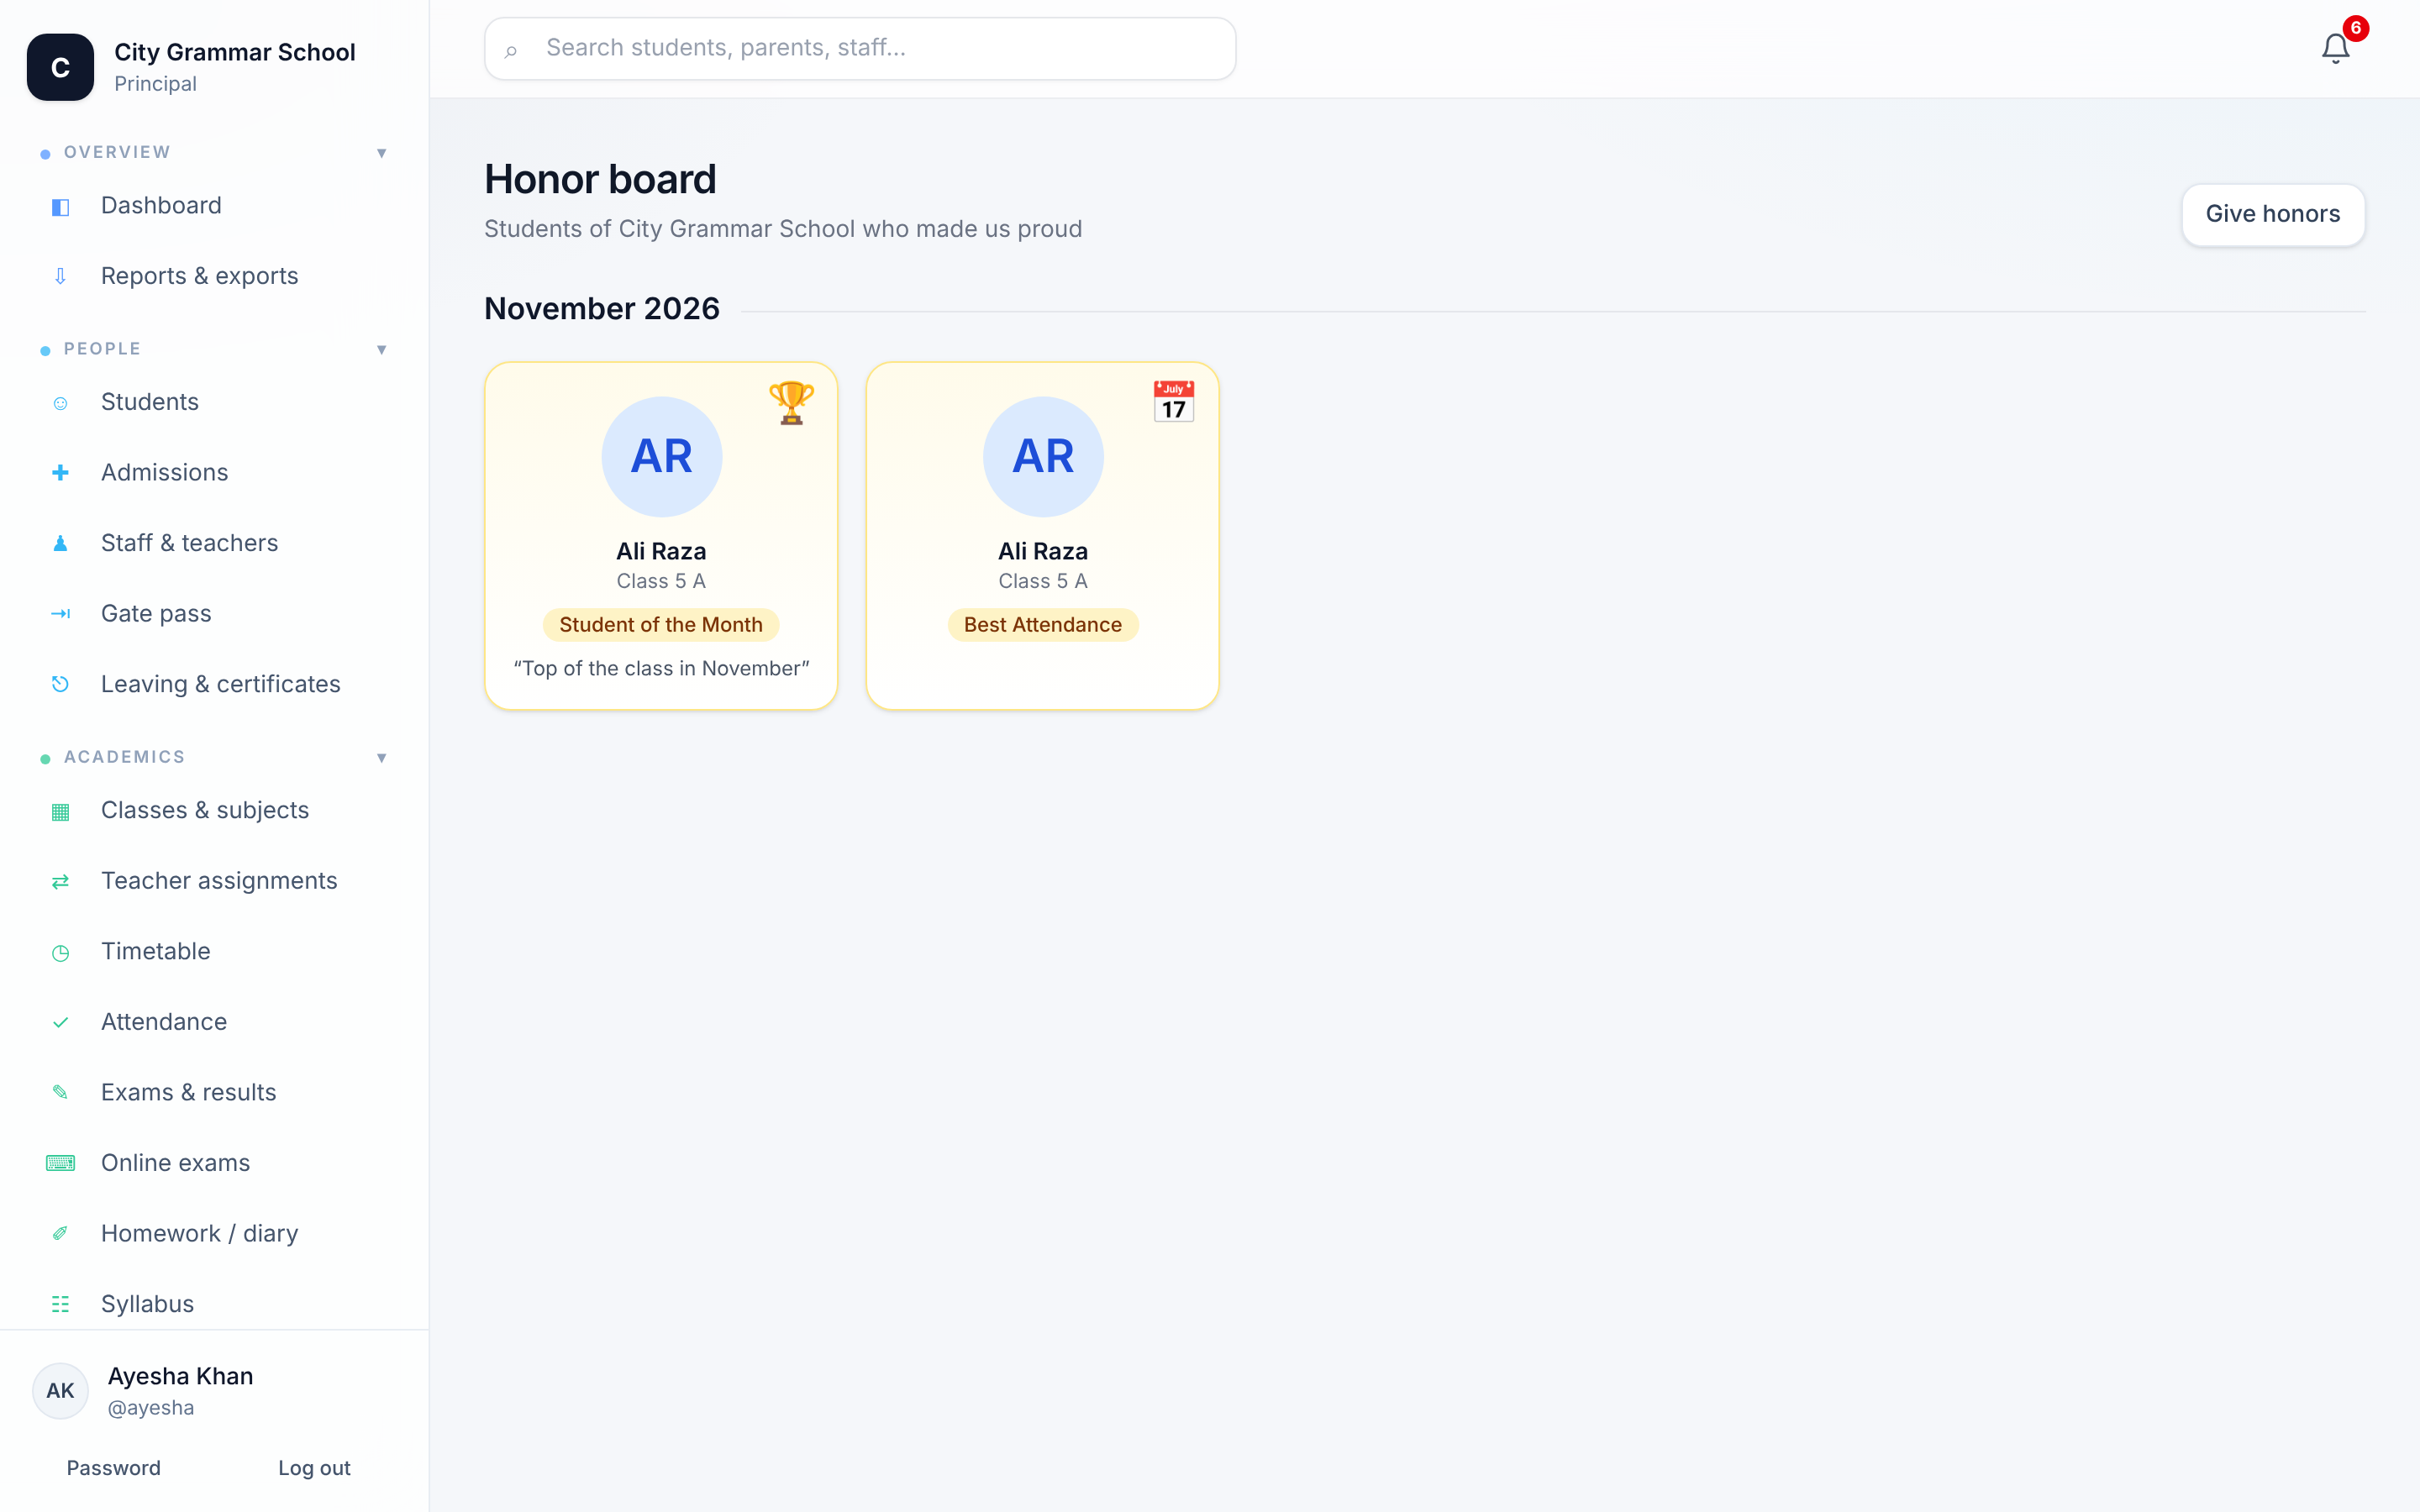 C
City Grammar School
Principal
OVERVIEW
Dashboard
Reports & exports
PEOPLE
Students
Admissions
Staff & teachers
Gate pass
Leaving & certificates
ACADEMICS
Classes & subjects
Teacher assignments
Timetable
Attendance
Exams & results
Online exams
Homework / diary
Syllabus
AK
Ayesha Khan
@ayesha
Password Log out
Search students, parents, staff...
6
Honor board
Students of City Grammar School who made us proud
Give honors
November 2026
AR
Ali Raza
Class 5 A
Student of the Month
“Top of the class in November”
July
17
AR
Ali Raza
Class 5 A
Best Attendance